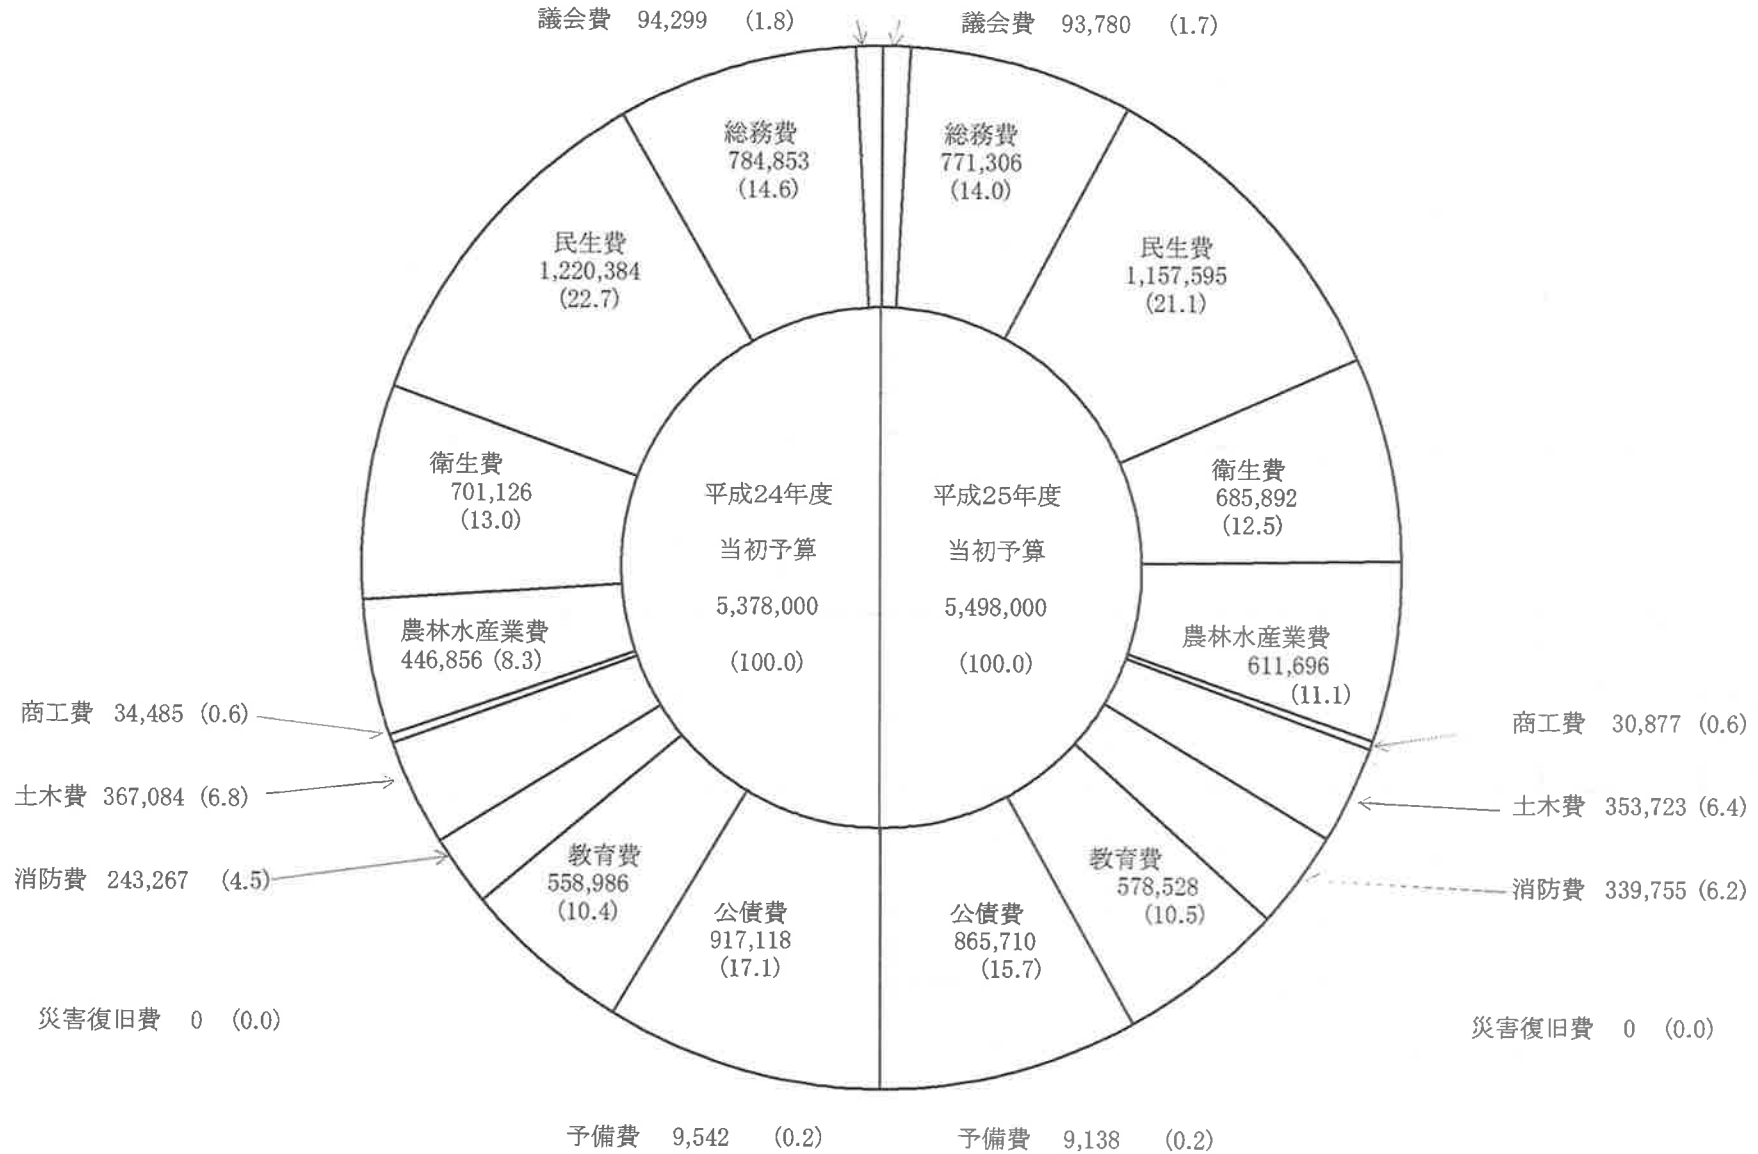 議会費 94,299 (1.8)
議会費 93,780 (1.7)
総務費
784,853
(14.6)
総務費
771,306
(14.0)
民生費
1,220,384
(22.7)
民生費
1,157,595
(21.1)
衛生費
701,126
(13.0)
衛生費
685,892
(12.5)
平成24年度
当初予算
5,378,000
(100.0)
平成25年度
当初予算
5,498,000
(100.0)
農林水産業費
446,856 (8.3)
農林水産業費
611,696
(11.1)
商工費 34,485 (0.6)
商工費 30,877 (0.6)
土木費 367,084 (6.8)
土木費 353,723 (6.4)
消防費 243,267 (4.5)
消防費 339,755 (6.2)
教育費
558,986
(10.4)
教育費
578,528
(10.5)
公債費
917,118
(17.1)
公債費
865,710
(15.7)
災害復旧費 0 (0.0)
災害復旧費 0 (0.0)
予備費 9,542 (0.2)
予備費 9,138 (0.2)